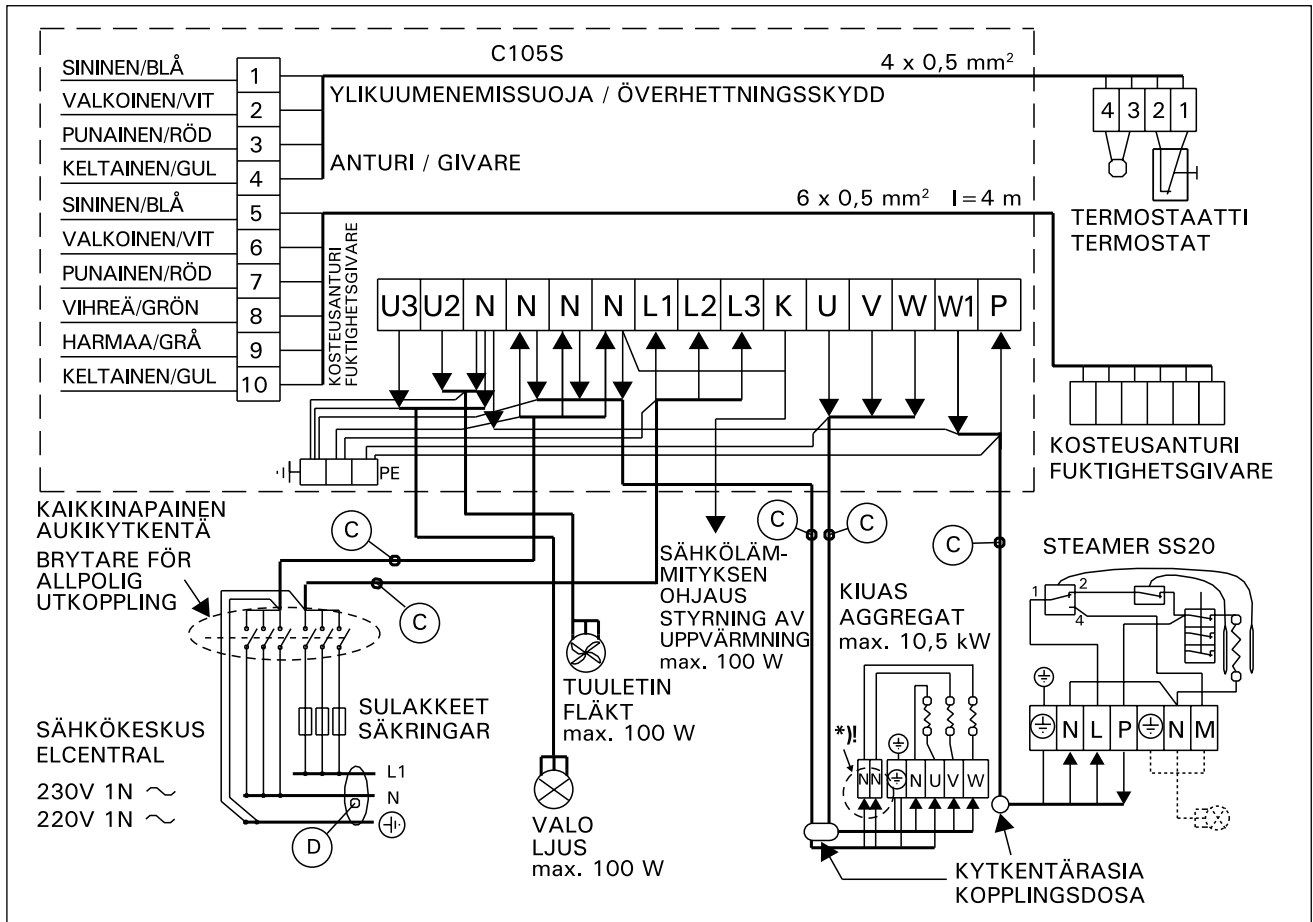 C105S
SININEN/BLÅ 1
VALKOINEN/VIT 2
PUNAINEN/RÖD 3
KELTAINEN/GUL 4
SININEN/BLÅ 5
VALKOINEN/VIT 6
PUNAINEN/RÖD 7
VIHREÄ/GRÖN 8
HARMAA/GRÅ 9
KELTAINEN/GUL 10
YLIKUUMENEMISSUOJA / ÖVERHETTNINGSSKYDD
ANTURI / GIVARE
KOSTEUSANTURI
FUKTIGHETSGIVARE
4 x 0,5 mm²
4 3 2 1
TERMOSTAATTI
TERMOSTAT
6 x 0,5 mm² l=4 m
KOSTEUSANTURI
FUKTIGHETSGIVARE
U3 U2 N N N N L1 L2 L3 K U V W W1 P
PE
KAIKKINAPAINEN
AUKIKYTKENTÄ
BRYTARE FÖR
ALLPOLIG
UTKOPPLING
C
C
C
C
C
SÄHKÖLÄM-
MITYKSEN
OHJAUS
STYRNING AV
UPPVÄRMNING
max. 100 W
KIUAS
AGGREGAT
max. 10,5 kW
STEAMER SS20
1 2
4
TUULETIN
FLÄKT
max. 100 W
SULAKKEET
SÄKRINGAR
SÄHKÖKESKUS
ELCENTRAL
230V 1N ~
220V 1N ~
L1
N
D
VALO
LJUS
max. 100 W
*)!
N N N U V W
N L P N M
KYTKENTÄRASIA
KOPPLINGSDOSA